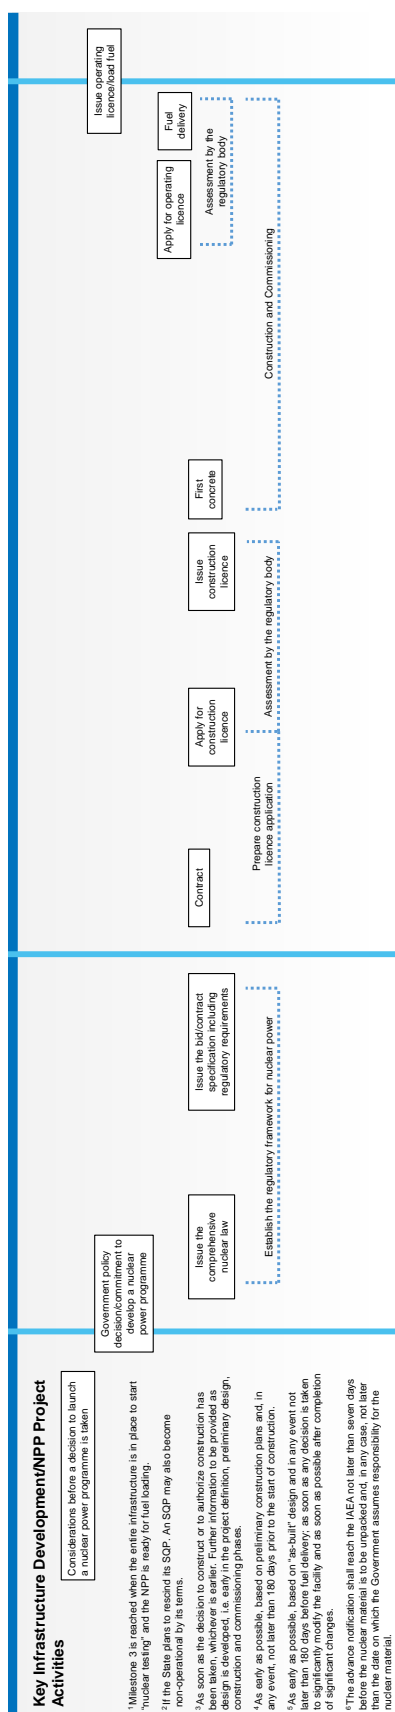 Key Infrastructure Development/NPP Project
Activities
Considerations before a decision to launch
a nuclear power programme is taken
Government policy
decision/commitment to
develop a nuclear
power programme
Issue the
comprehensive
nuclear law
Issue the bid/contract
specification including
regulatory requirements
Establish the regulatory framework for nuclear power
Contract
Apply for
construction
licence
Issue
construction
licence
First
concrete
Prepare construction
licence application
Assessment by the regulatory body
Construction and Commissioning
Apply for operating
licence
Fuel
delivery
Assessment by the
regulatory body
Issue operating
licence/load fuel
¹ Milestone 3 is reached when the entire infrastructure is in place to start
"nuclear testing" and the NPP is ready for fuel loading.
² If the State plans to rescind its SQP. An SQP may also become
non-operational by its terms.
³ As soon as the decision to construct or to authorize construction has
been taken, whichever is earlier. Further information to be provided as
design is developed, i.e. early in the project definition, preliminary design,
construction and commissioning phases.
⁴ As early as possible, based on preliminary construction plans and, in
any event, not later than 180 days prior to the start of construction.
⁵ As early as possible, based on "as-built" design and in any event not
later than 180 days before fuel delivery; as soon as any decision is taken
to significantly modify the facility and as soon as possible after completion
of significant changes.
⁶ The advance notification shall reach the IAEA not later than seven days
before the nuclear material is to be unpacked and, in any case, not later
than the date on which the Government assumes responsibility for the
nuclear material.